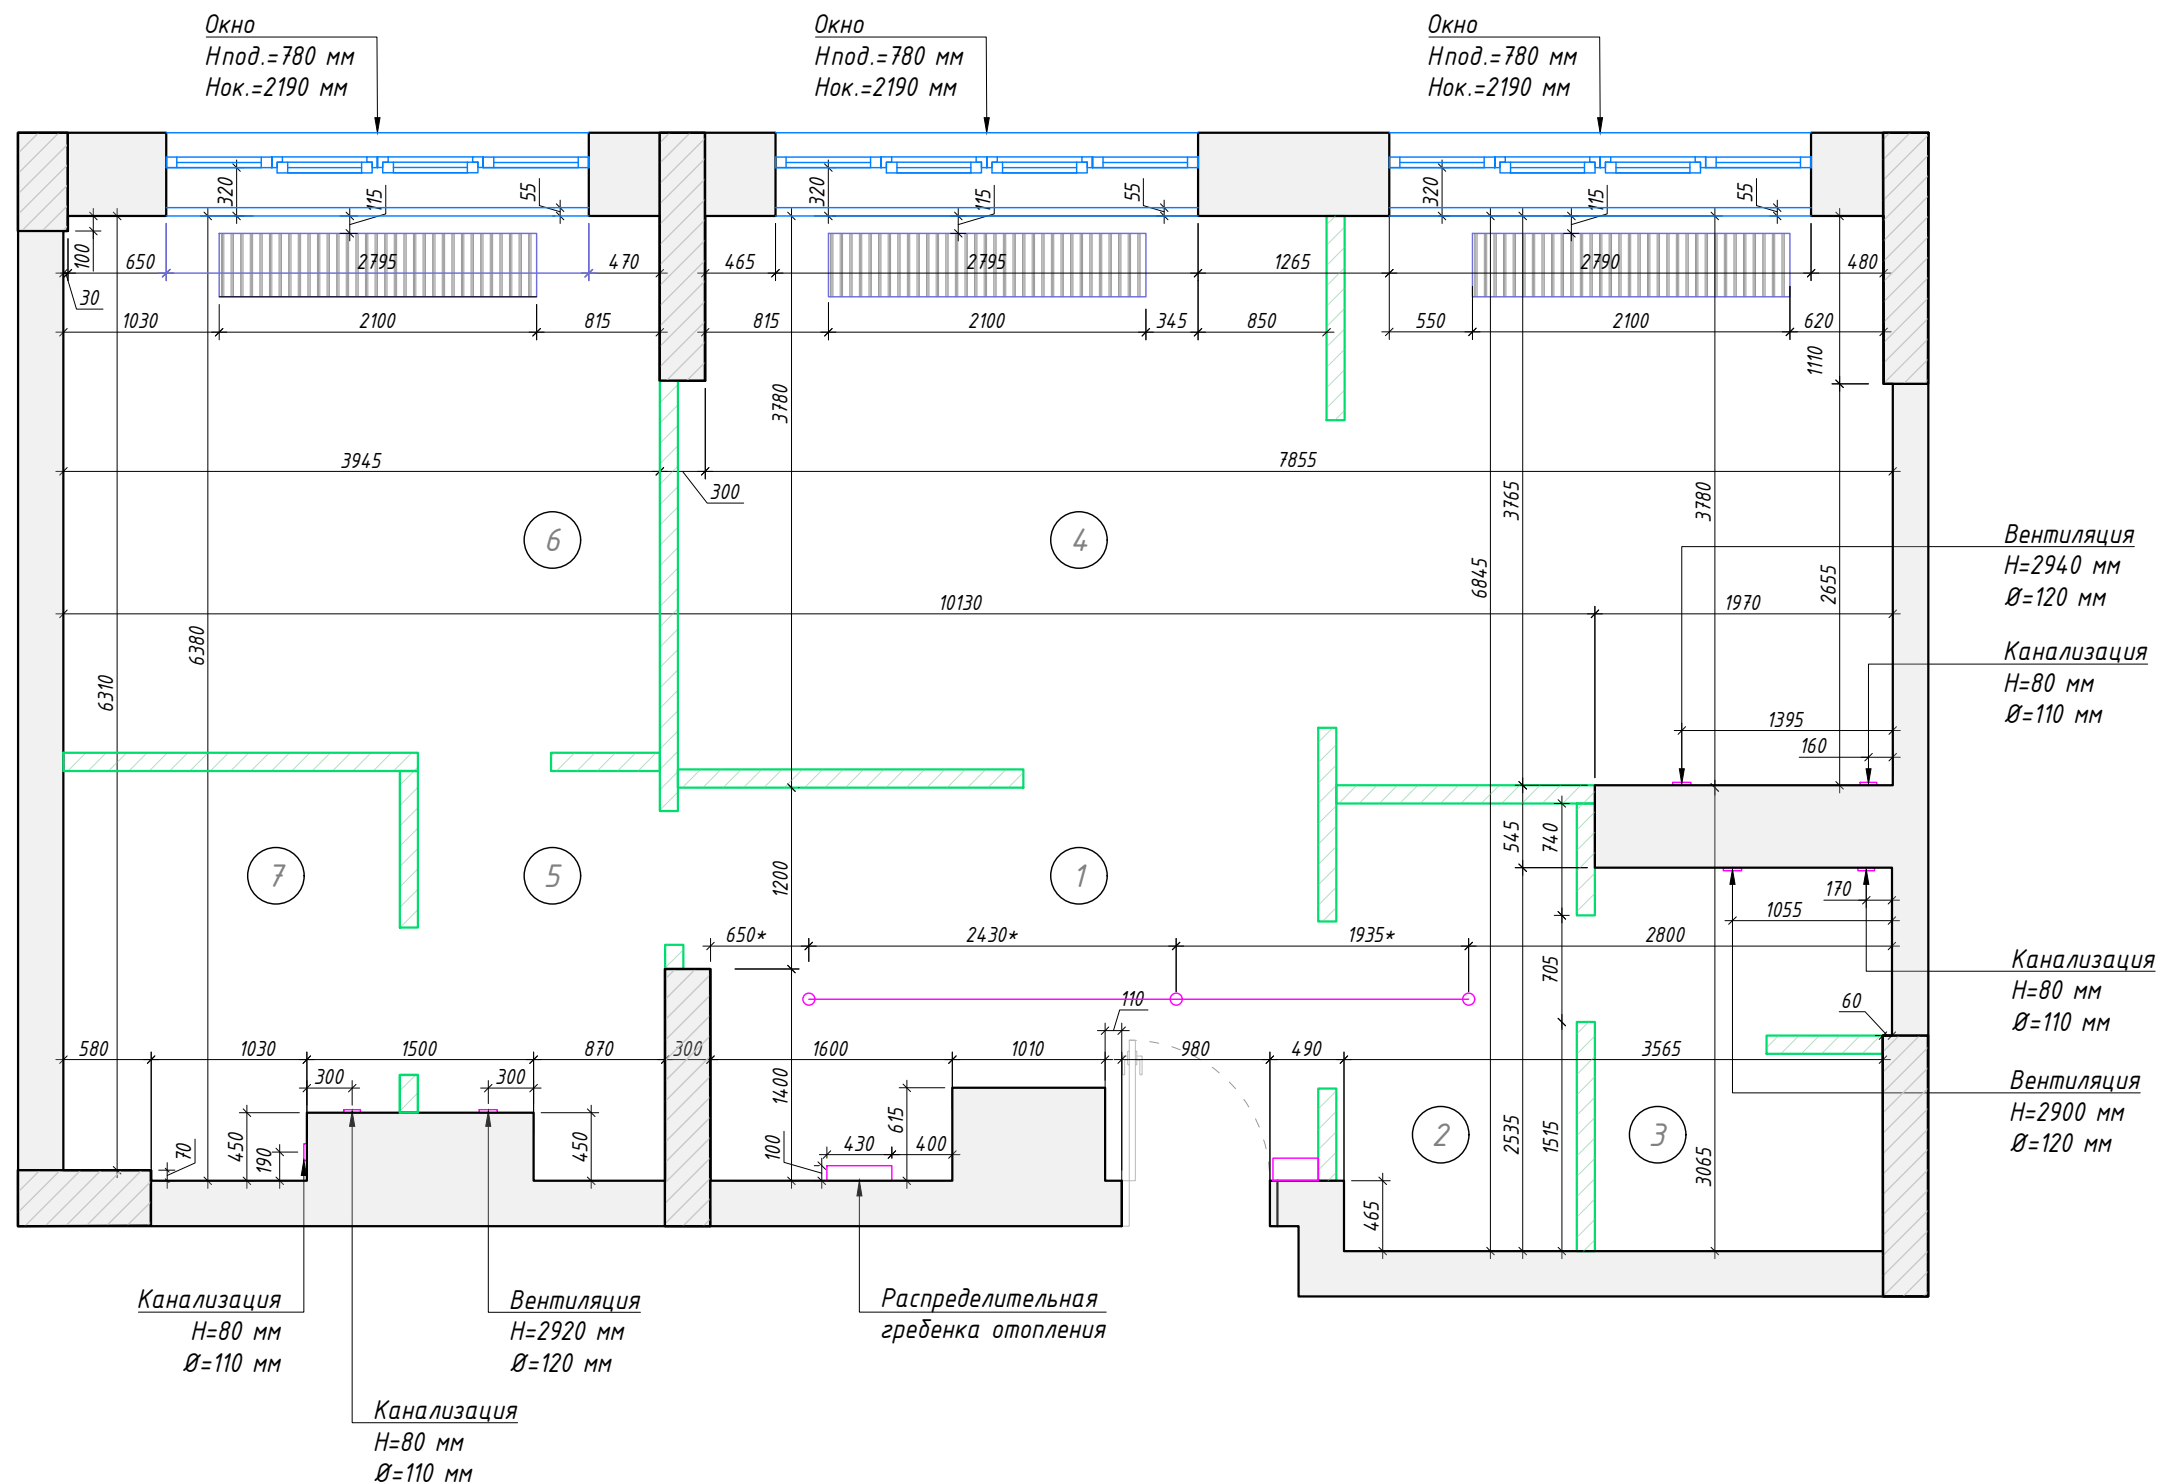 Окно
Нпод.=780 мм
Нок.=2190 мм
Окно
Нпод.=780 мм
Нок.=2190 мм
Окно
Нпод.=780 мм
Нок.=2190 мм
320
115
55
320
115
55
320
115
55
100
650
2795
470
465
2795
1265
2790
480
30
1030
2100
815
815
2100
345
850
550
2100
620
1110
3780
3945
7855
300
3765
3780
6
4
6845
2655
10130
1970
6380
6310
Вентиляция
Н=2940 мм
Ø=120 мм
Канализация
Н=80 мм
Ø=110 мм
1395
160
545
740
7
5
1
1200
170
1055
650*
2430*
1935*
2800
705
110
60
Канализация
Н=80 мм
Ø=110 мм
580
1030
1500
870
300
1600
1010
980
490
3565
300
300
1400
615
450
190
70
450
100
430
400
2
3
2535
1515
3065
465
Вентиляция
Н=2900 мм
Ø=120 мм
Канализация
Н=80 мм
Ø=110 мм
Вентиляция
Н=2920 мм
Ø=120 мм
Распределительная
гребенка отопления
Канализация
Н=80 мм
Ø=110 мм